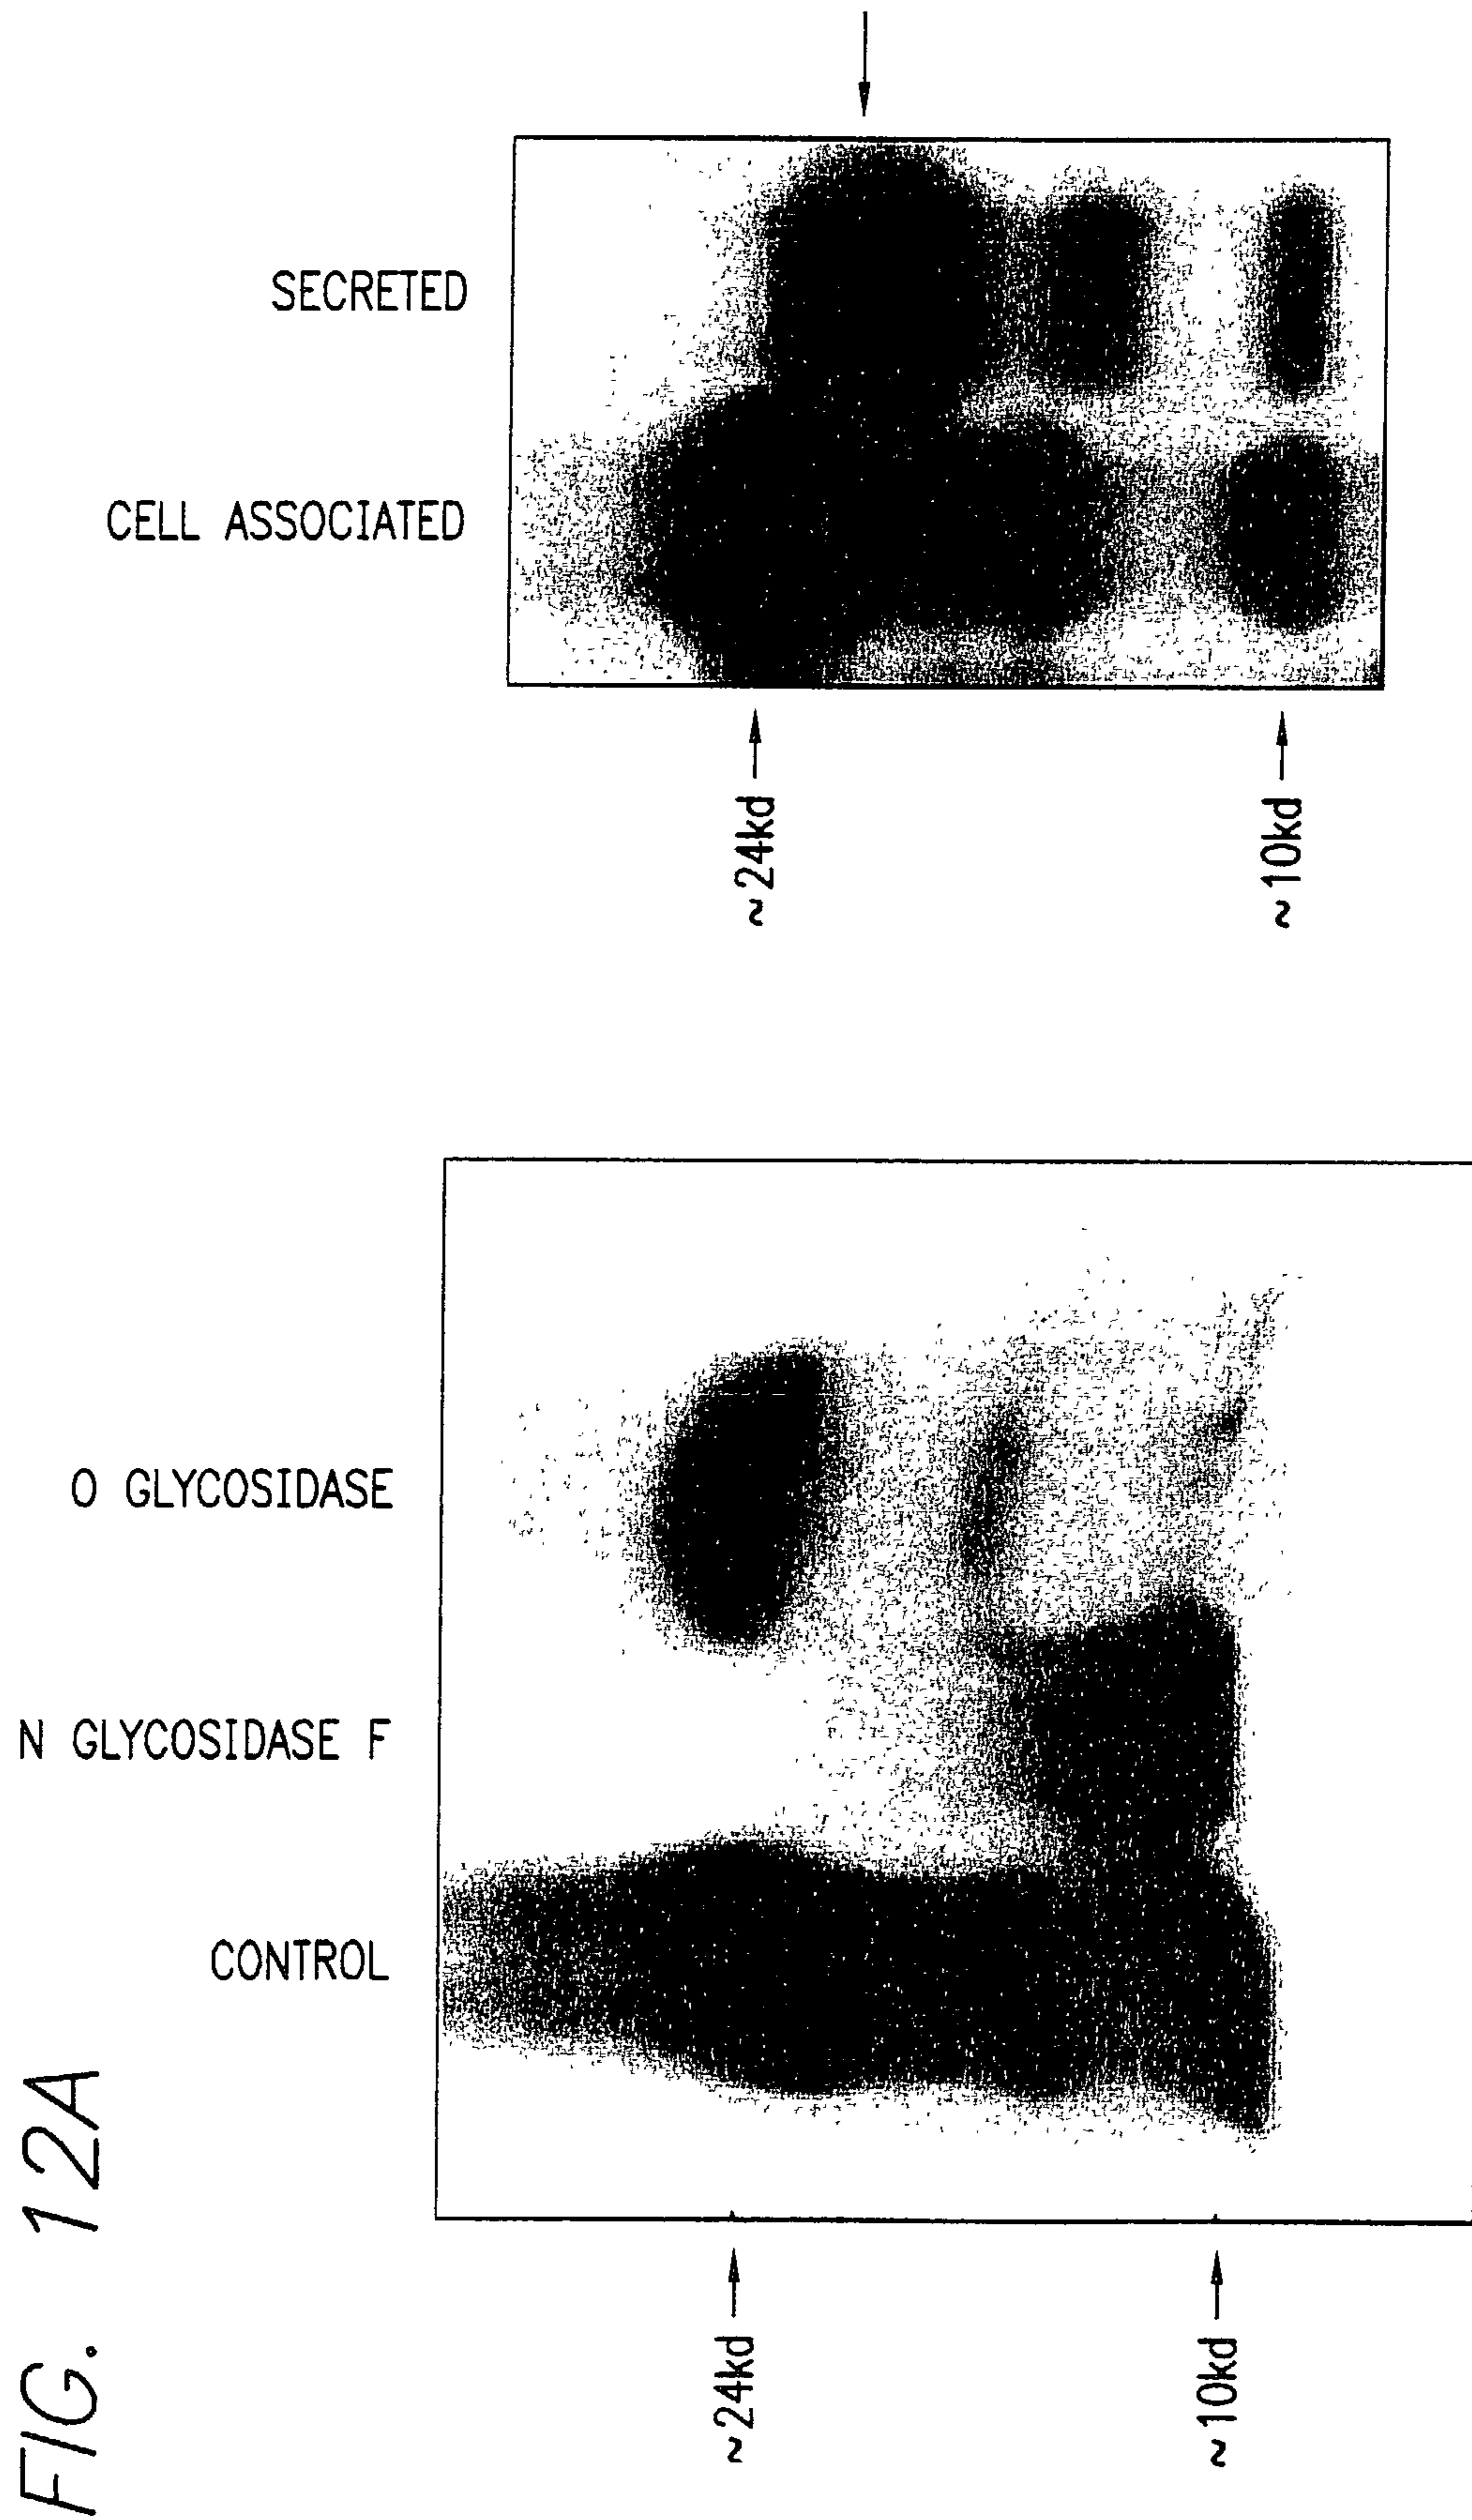 FIG. 12A
CONTROL
N GLYCOSIDASE F
O GLYCOSIDASE
~24kd
~10kd
CELL ASSOCIATED
SECRETED
~24kd
~10kd